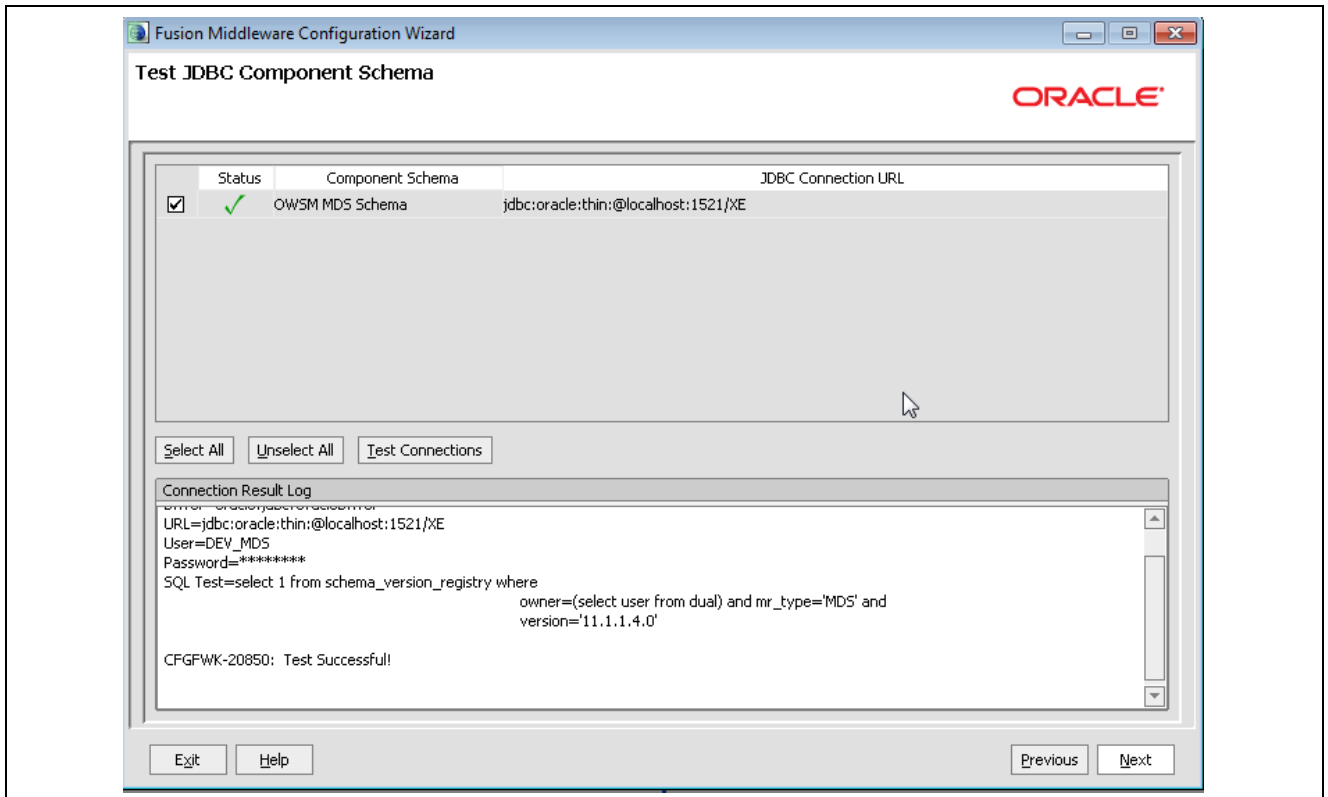 Fusion Middleware Configuration Wizard
Test JDBC Component Schema
ORACLE
Status Component Schema JDBC Connection URL
OWSM MDS Schema jdbc:oracle:thin:@localhost:1521/XE
Select All Unselect All Test Connections
Connection Result Log
URL=jdbc:oracle:thin:@localhost:1521/XE
User=DEV_MDS
Password=********
SQL Test=select 1 from schema_version_registry where
owner=(select user from dual) and mr_type='MDS' and
version='11.1.1.4.0'
CFGFWK-20850: Test Successful!
Exit Help Previous Next